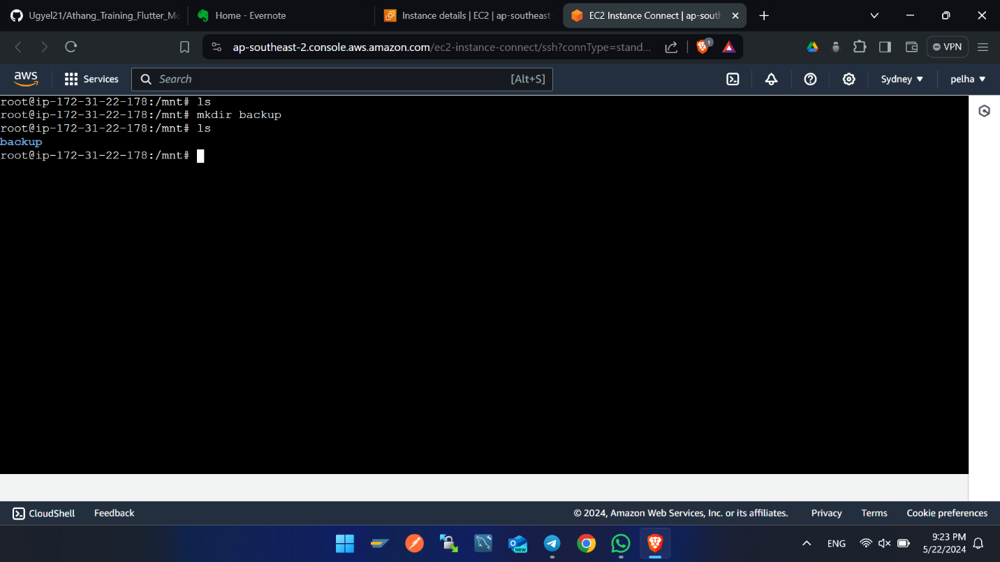 Ugyel21/Athang_Training_Flutter_Mo
Home - Evernote
Instance details | EC2 | ap-southeast-
EC2 Instance Connect | ap-south
ap-southeast-2.console.aws.amazon.com/ec2-instance-connect/ssh?connType=stand...
1
VPN
aws
Services
Search
[Alt+S]
Sydney
pelha
root@ip-172-31-22-178:/mnt# ls
root@ip-172-31-22-178:/mnt# mkdir backup
root@ip-172-31-22-178:/mnt# ls
backup
root@ip-172-31-22-178:/mnt#
CloudShell
Feedback
© 2024, Amazon Web Services, Inc. or its affiliates.
Privacy
Terms
Cookie preferences
NEW
ENG
9:23 PM
5/22/2024